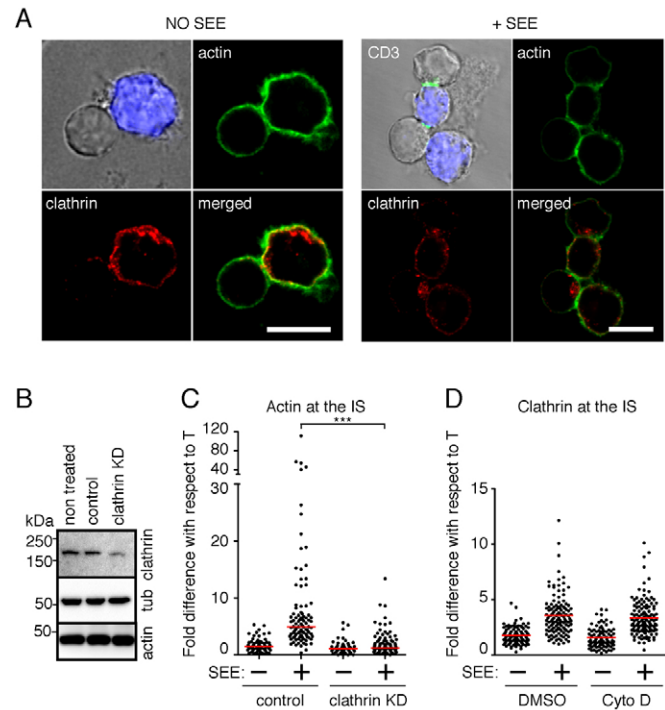 A
NO SEE
+ SEE
actin
CD3
actin
clathrin
merged
clathrin
merged
B
non treated
control
clathrin KD
kDa
250
150
clathrin
50
tub
50
actin
C
Actin at the IS
***
Fold difference with respect to T
120
80
40
30
20
10
0
SEE: − + − +
control clathrin KD
D
Clathrin at the IS
Fold difference with respect to T
15
10
5
0
SEE: − + − +
DMSO Cyto D